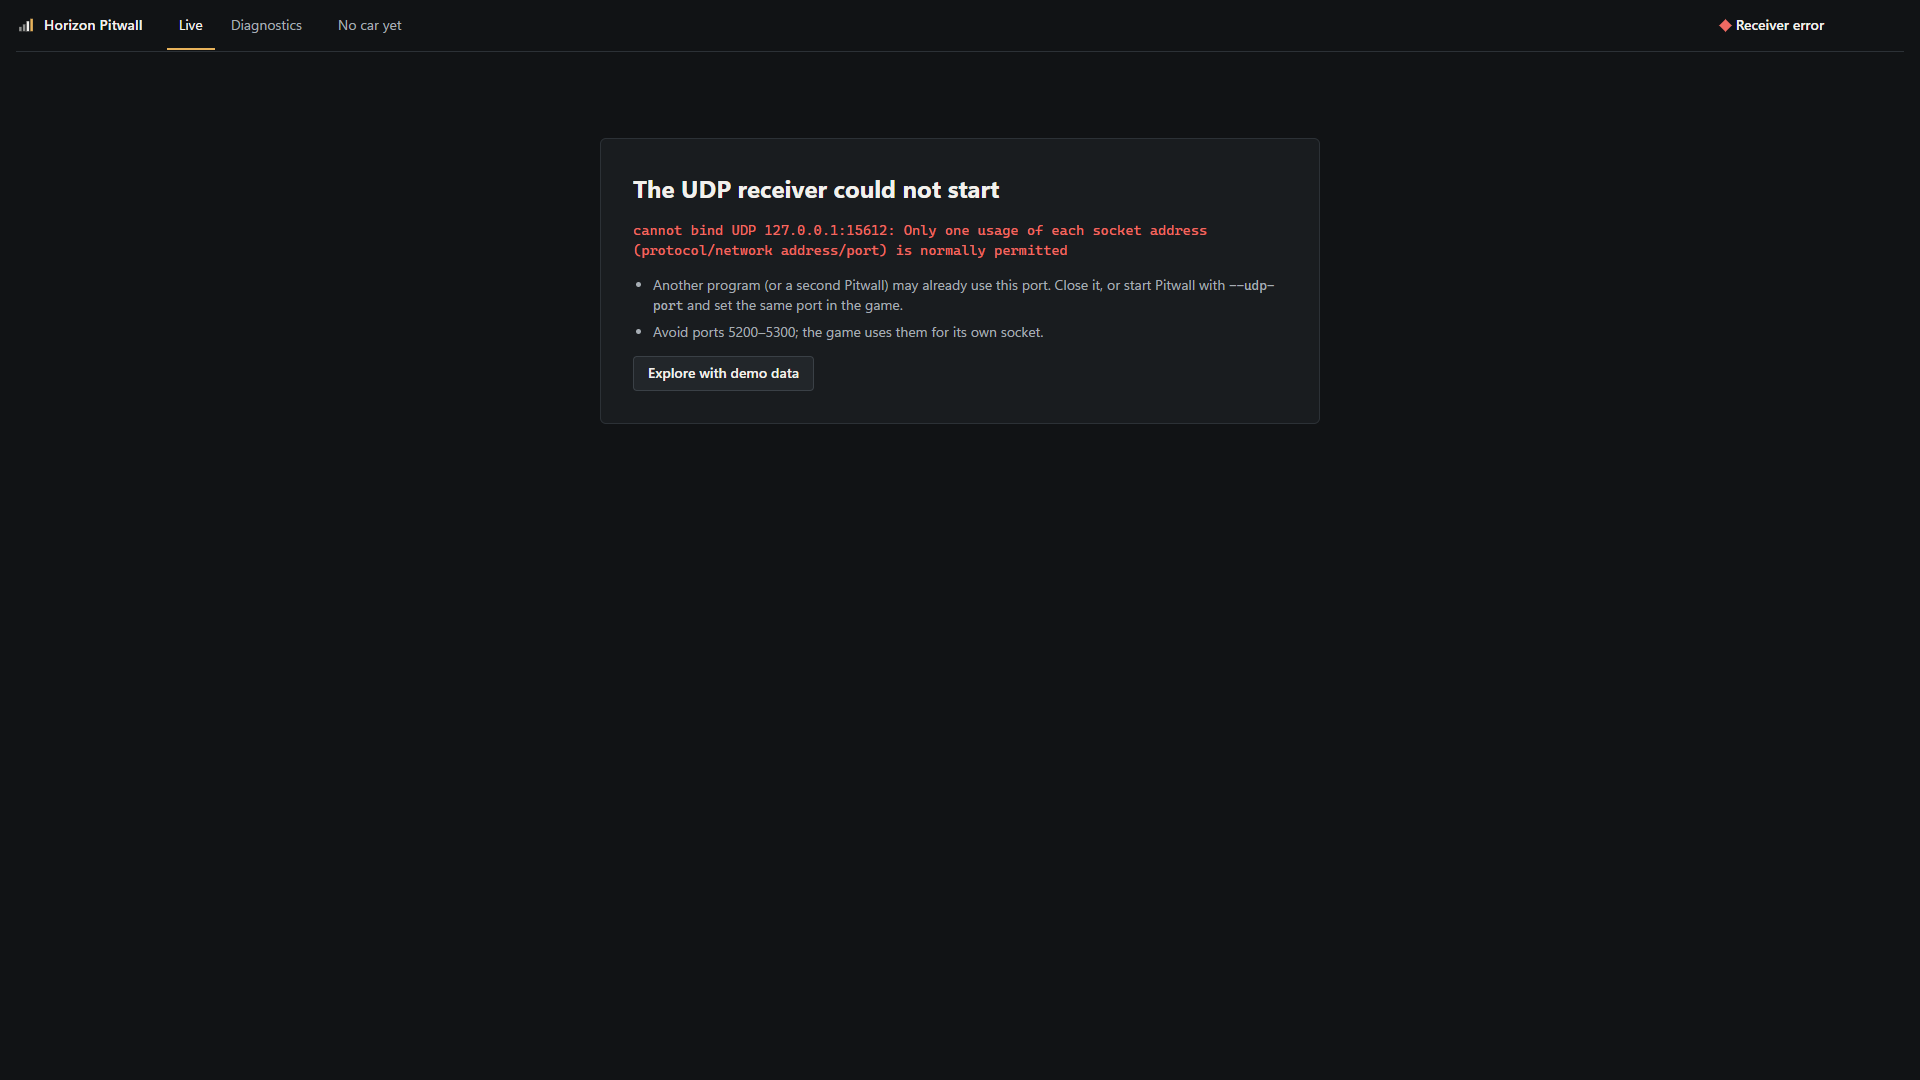 Horizon Pitwall
Live
Diagnostics
No car yet
Receiver error
The UDP receiver could not start
cannot bind UDP 127.0.0.1:15612: Only one usage of each socket address
(protocol/network address/port) is normally permitted
• Another program (or a second Pitwall) may already use this port. Close it, or start Pitwall with --udp-
port and set the same port in the game.
• Avoid ports 5200–5300; the game uses them for its own socket.
Explore with demo data